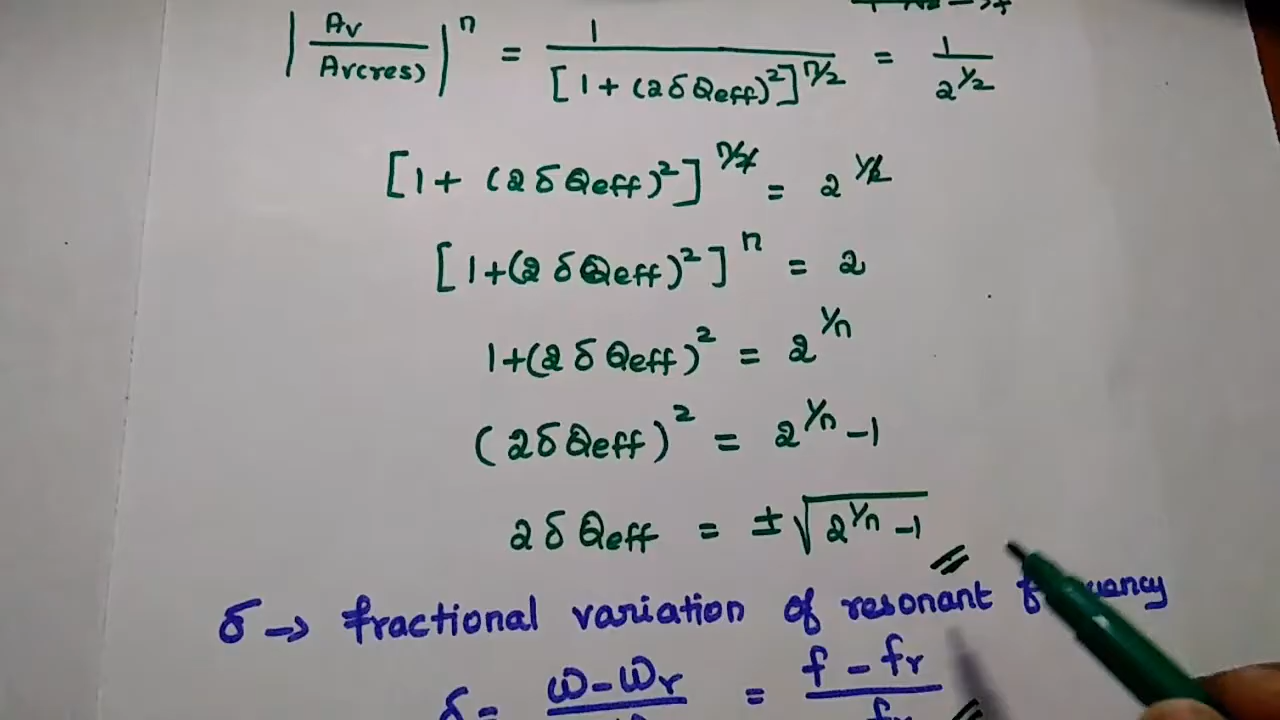 |Av/Av(res)|ⁿ = 1/[1+(2δQeff)²]^(n/2) = 1/2^(1/2)
[1+(2δQeff)²]^(n/2) = 2^(1/2)
[1+(2δQeff)²]ⁿ = 2
1+(2δQeff)² = 2^(1/n)
(2δQeff)² = 2^(1/n) -1
2δQeff = ±√(2^(1/n) -1)
δ → fractional variation of resonant
δ = ω-ωr = f-fr
fr